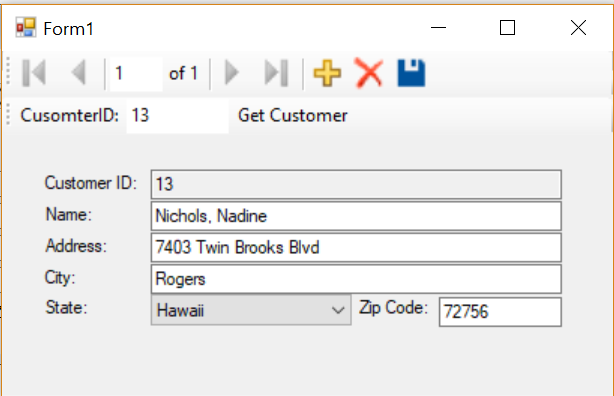 Form1
1 of 1
CusomterID: 13 Get Customer
Customer ID: 13
Name: Nichols, Nadine
Address: 7403 Twin Brooks Blvd
City: Rogers
State: Hawaii Zip Code: 72756